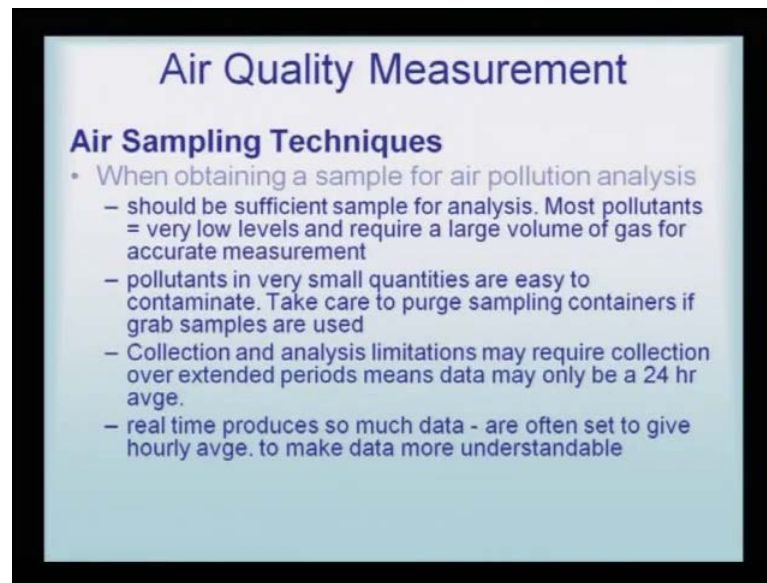 Air Quality Measurement
Air Sampling Techniques
• When obtaining a sample for air pollution analysis
– should be sufficient sample for analysis. Most pollutants
= very low levels and require a large volume of gas for
accurate measurement
– pollutants in very small quantities are easy to
contaminate. Take care to purge sampling containers if
grab samples are used
– Collection and analysis limitations may require collection
over extended periods means data may only be a 24 hr
avge.
– real time produces so much data - are often set to give
hourly avge. to make data more understandable